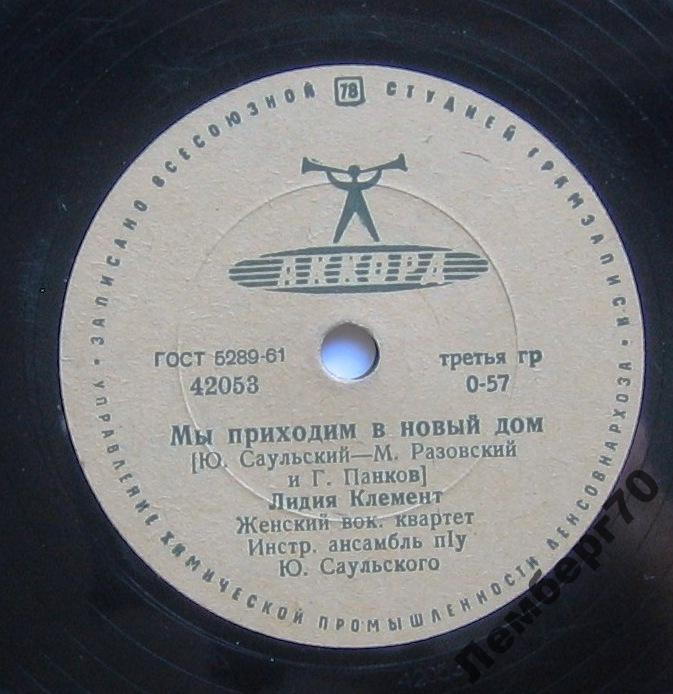 ЗАПИСАНО ВСЕСОЮЗНОЙ 78 СТУДИЕЙ ГРАМЗАПИСИ
АККОРД
ГОСТ 5289-61 третья гр
42053 0-57
Мы приходим в новый дом
[Ю. Саульский—М. Разовский
и Г. Панков]
Лидия Клемент
Женский вок. квартет
Инстр. ансамбль пIу
Ю. Саульского
УПРАВЛЕНИЕ ХИМИЧЕСКОЙ ПРОМЫШЛЕННОСТИ ЛЕНСОВНАРХОЗА
Лемберг70